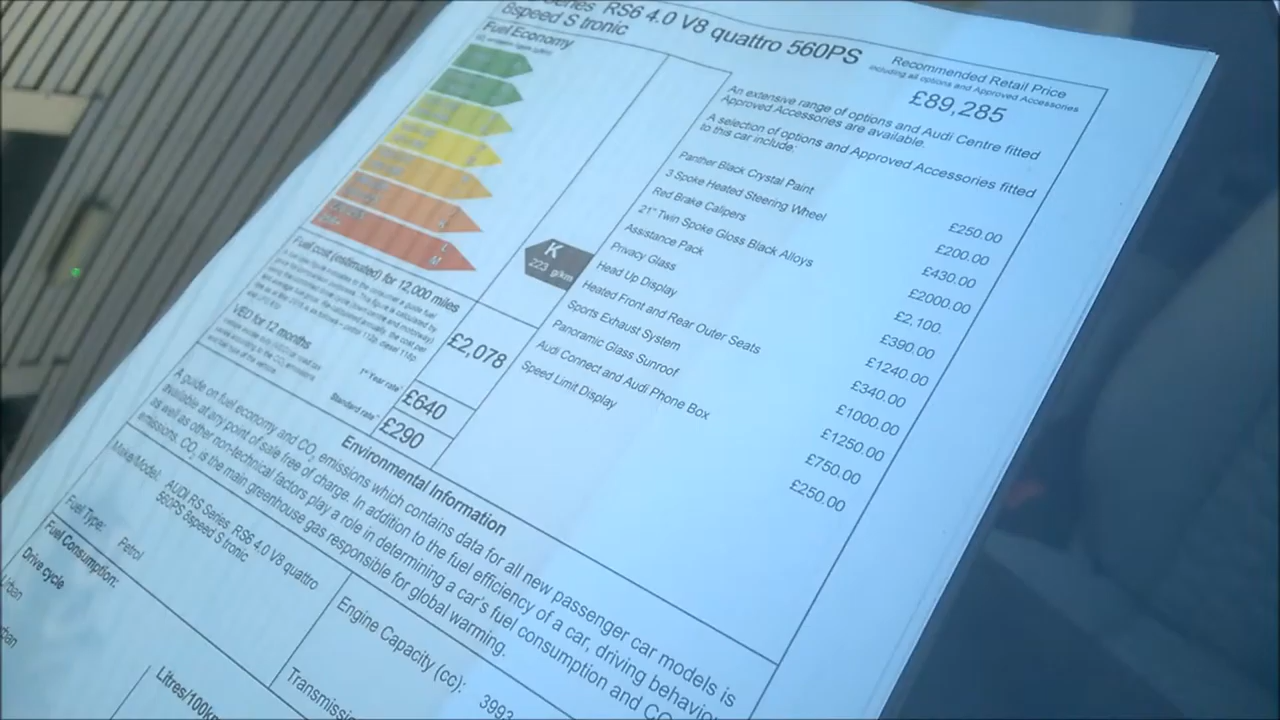 Series RS6 4.0 V8 quattro 560PS
8speed S tronic
Recommended Retail Price
including all options and Approved Accessories
£89,285
Fuel Economy
An extensive range of options and Audi Centre fitted
Approved Accessories are available.
A selection of options and Approved Accessories fitted
to this car include:
Panther Black Crystal Paint £250.00
3 Spoke Heated Steering Wheel £200.00
Red Brake Calipers £430.00
21" Twin Spoke Gloss Black Alloys £2000.00
Assistance Pack £2,100.
Privacy Glass £390.00
Head Up Display £1240.00
Heated Front and Rear Outer Seats £340.00
Sports Exhaust System £1000.00
Panoramic Glass Sunroof £1250.00
Audi Connect and Audi Phone Box £750.00
Speed Limit Display £250.00
K
223 g/km
L
M
Fuel cost (estimated) for 12,000 miles
£2,078
VED for 12 months
1st Year rate
£640
Standard rate
£290
Environmental Information
A guide on fuel economy and CO2 emissions which contains data for all new passenger car models is
available at any point of sale free of charge. In addition to the fuel efficiency of a car, driving behaviou
as well as other non-technical factors play a role in determining a car's fuel consumption and CO
emissions. CO2 is the main greenhouse gas responsible for global warming.
Make/Model: AUDI RS Series RS6 4.0 V8 quattro
560PS 8speed S tronic
Engine Capacity (cc): 3993
Fuel Type: Petrol
Transmission
Fuel Consumption:
Drive cycle
Litres/100km
Urban